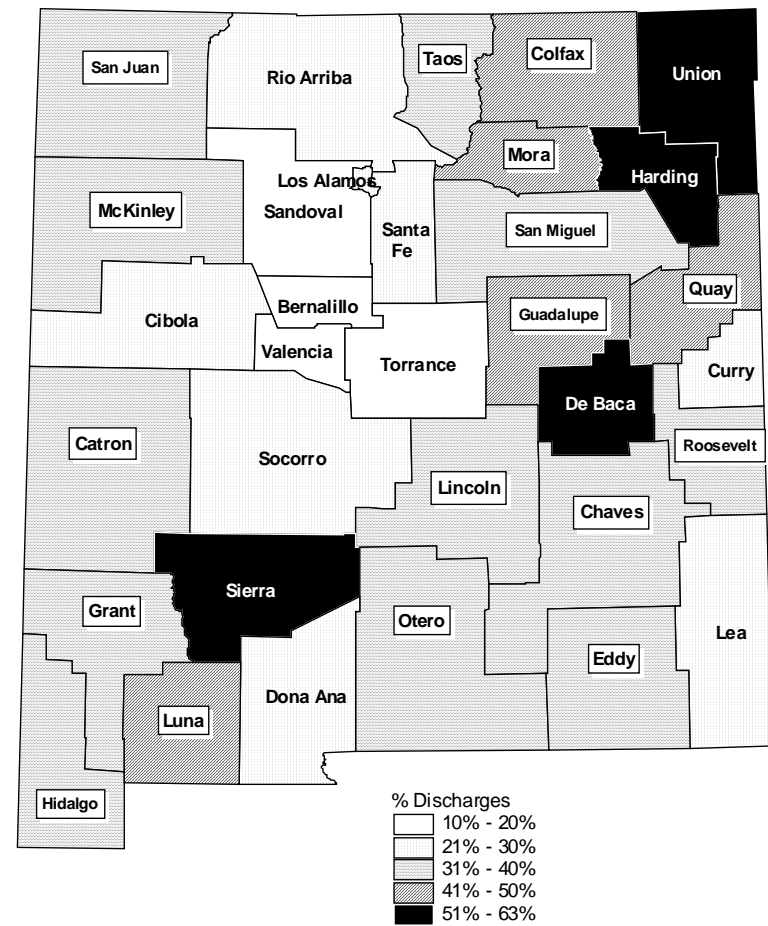 San Juan
Rio Arriba
Taos
Colfax
Union
Los Alamos
Mora
Harding
McKinley
Sandoval
Santa
Fe
San Miguel
Quay
Cibola
Bernalillo
Guadalupe
Valencia
Torrance
Curry
De Baca
Catron
Socorro
Roosevelt
Lincoln
Chaves
Sierra
Grant
Otero
Lea
Eddy
Dona Ana
Luna
Hidalgo
% Discharges
10% - 20%
21% - 30%
31% - 40%
41% - 50%
51% - 63%